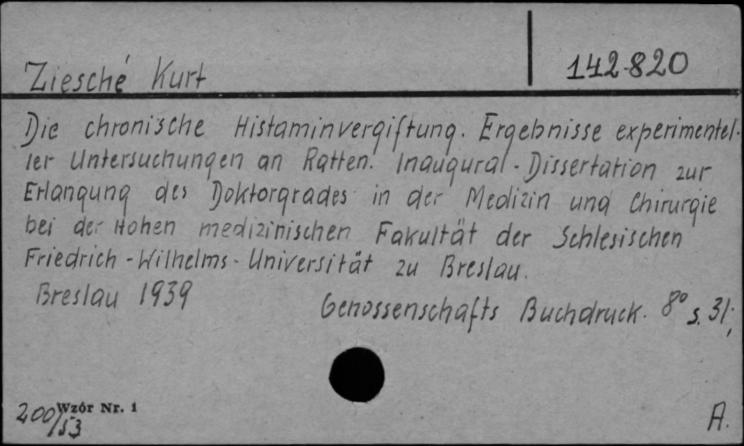 Ziesché Kurt
142820
Die chronische Histaminvergiftung. Ergebnisse experimentel-
ler Untersuchungen an Ratten. Inaugural-Dissertation zur
Erlangung des Doktorgrades in der Medizin und Chirurgie
bei der Hohen medizinischen Fakultät der Schlesischen
Friedrich-Wilhelms-Universität zu Breslau.
Breslau 1939 Genossenschafts Buchdruck. 8° s. 31;
Wzór Nr. 1
200/53
A.